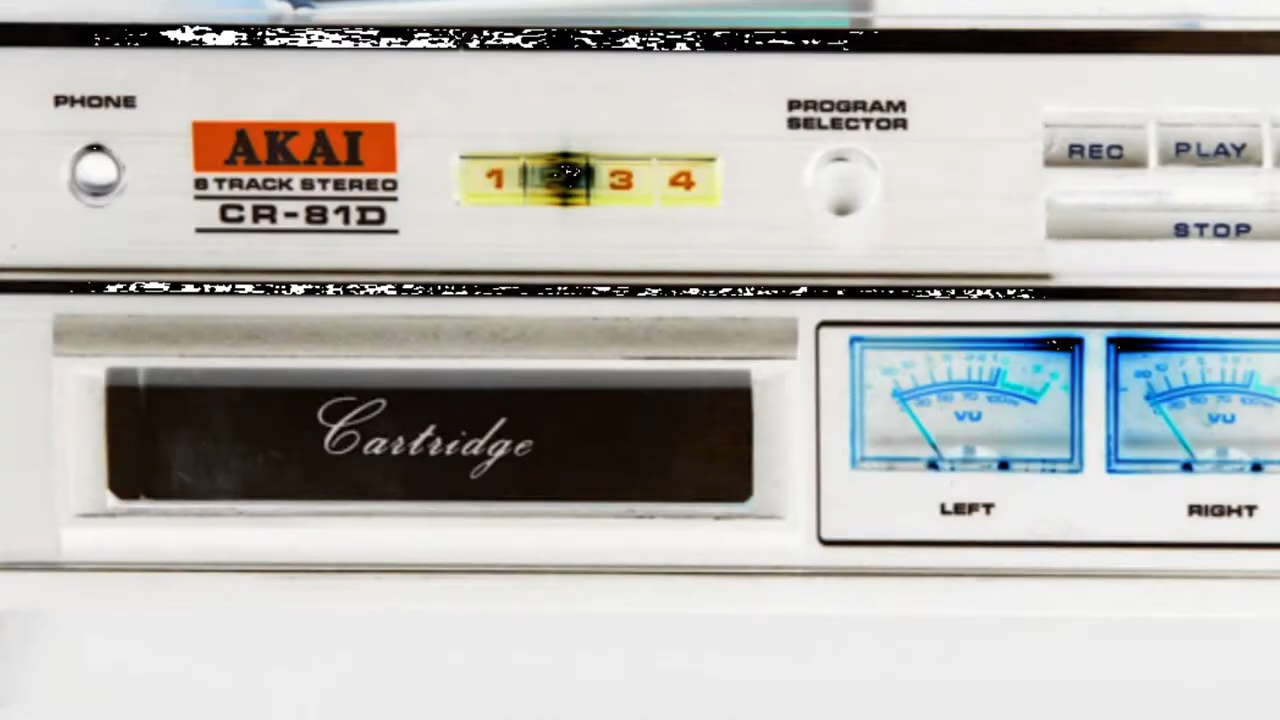 PHONE
AKAI
8 TRACK STEREO
CR-81D
1 3 4
PROGRAM
SELECTOR
REC PLAY
STOP
Cartridge
VU
VU
LEFT
RIGHT